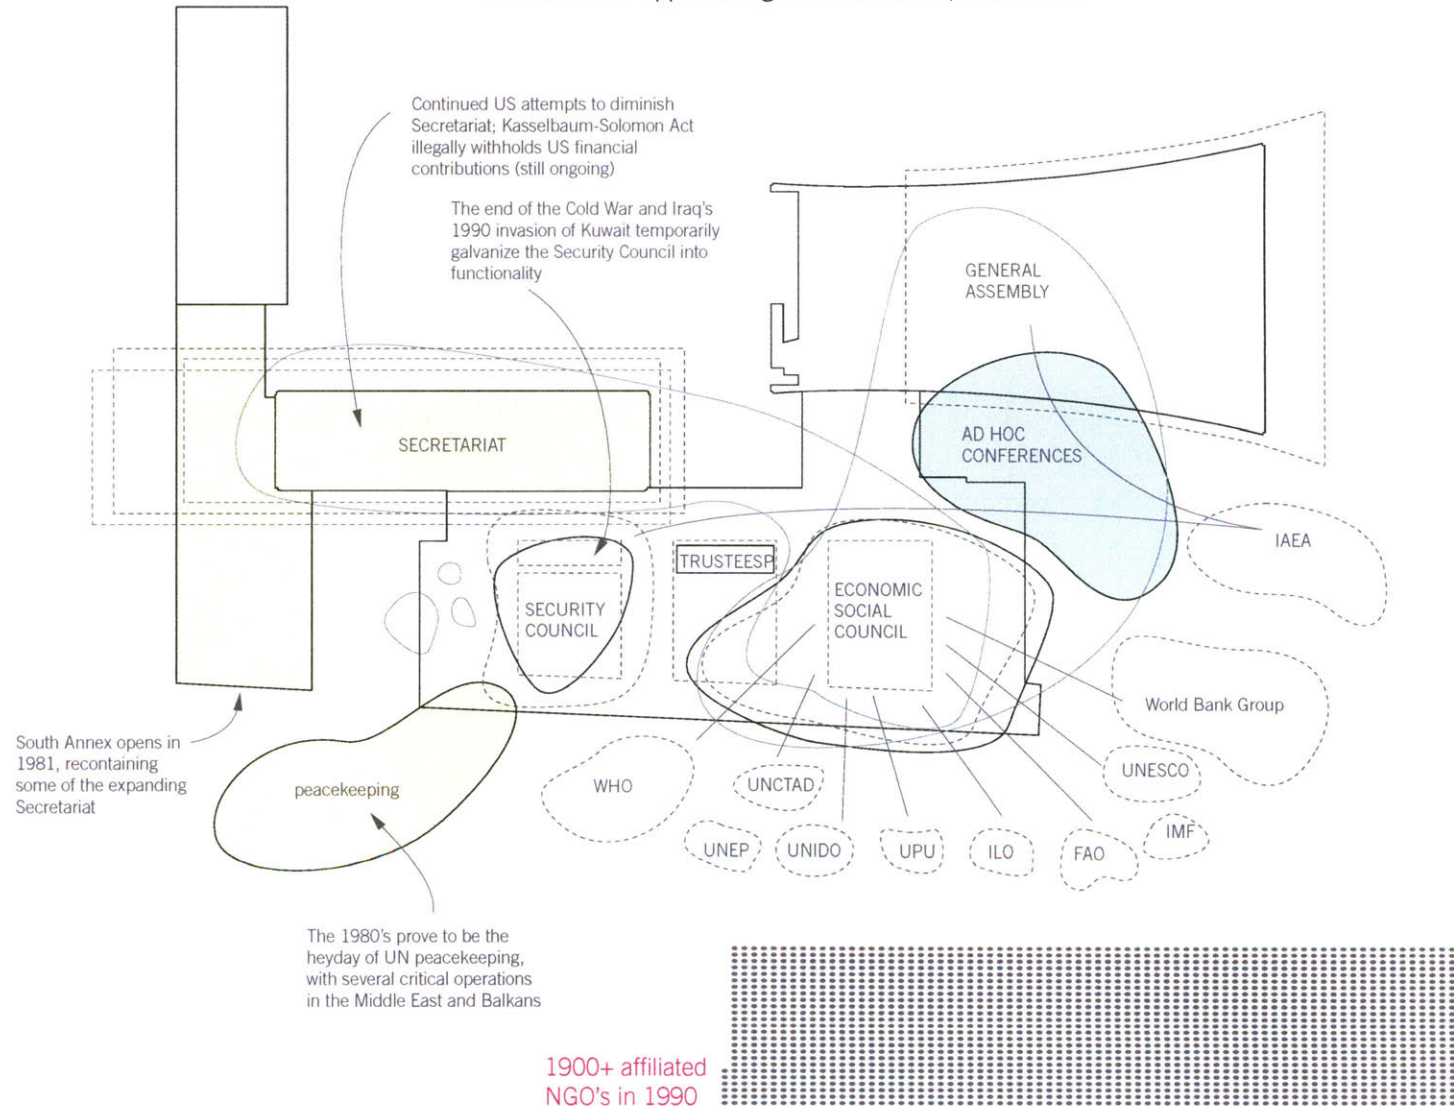 Continued US attempts to diminish
Secretariat; Kasselbaum-Solomon Act
illegally withholds US financial
contributions (still ongoing)
The end of the Cold War and Iraq's
1990 invasion of Kuwait temporarily
galvanize the Security Council into
functionality
GENERAL
ASSEMBLY
SECRETARIAT
AD HOC
CONFERENCES
IAEA
TRUSTEESP
SECURITY
COUNCIL
ECONOMIC
SOCIAL
COUNCIL
World Bank Group
South Annex opens in
1981, recontaining
some of the expanding
Secretariat
peacekeeping
WHO
UNCTAD
UNESCO
UNEP
UNIDO
UPU
ILO
FAO
IMF
The 1980's prove to be the
heyday of UN peacekeeping,
with several critical operations
in the Middle East and Balkans
1900+ affiliated
NGO's in 1990